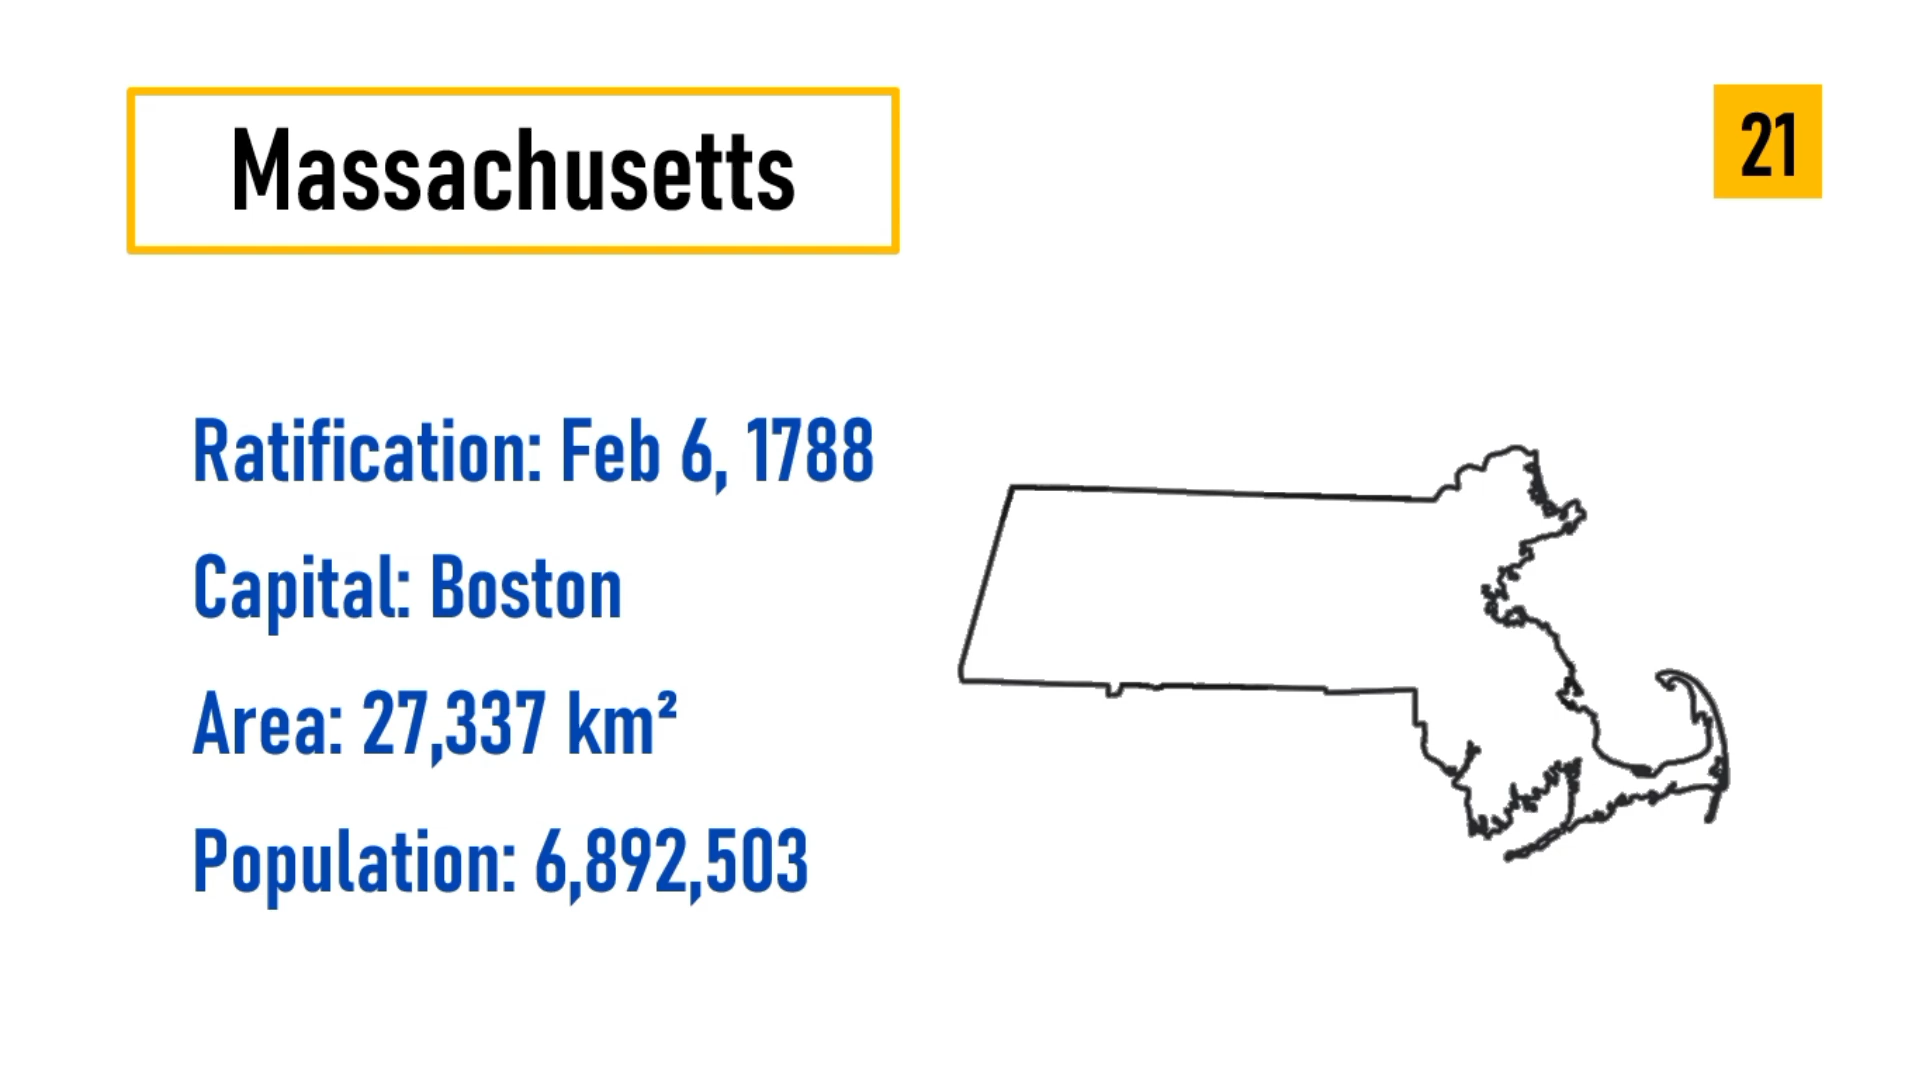 Massachusetts
21
Ratification: Feb 6, 1788
Capital: Boston
Area: 27,337 km²
Population: 6,892,503